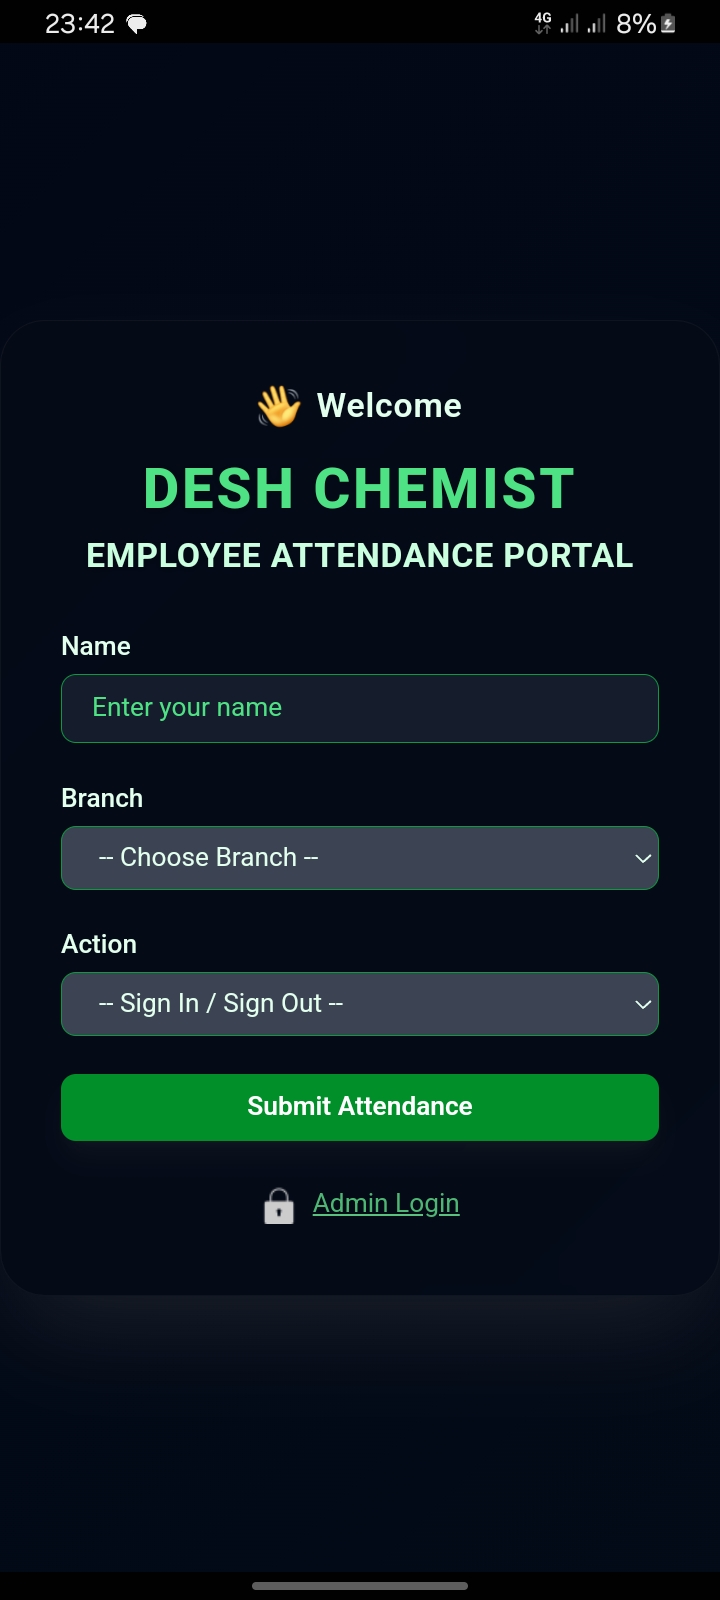 23:42
4G
8%
👋 Welcome
DESH CHEMIST
EMPLOYEE ATTENDANCE PORTAL
Name
Enter your name
Branch
-- Choose Branch --
Action
-- Sign In / Sign Out --
Submit Attendance
🔒 Admin Login